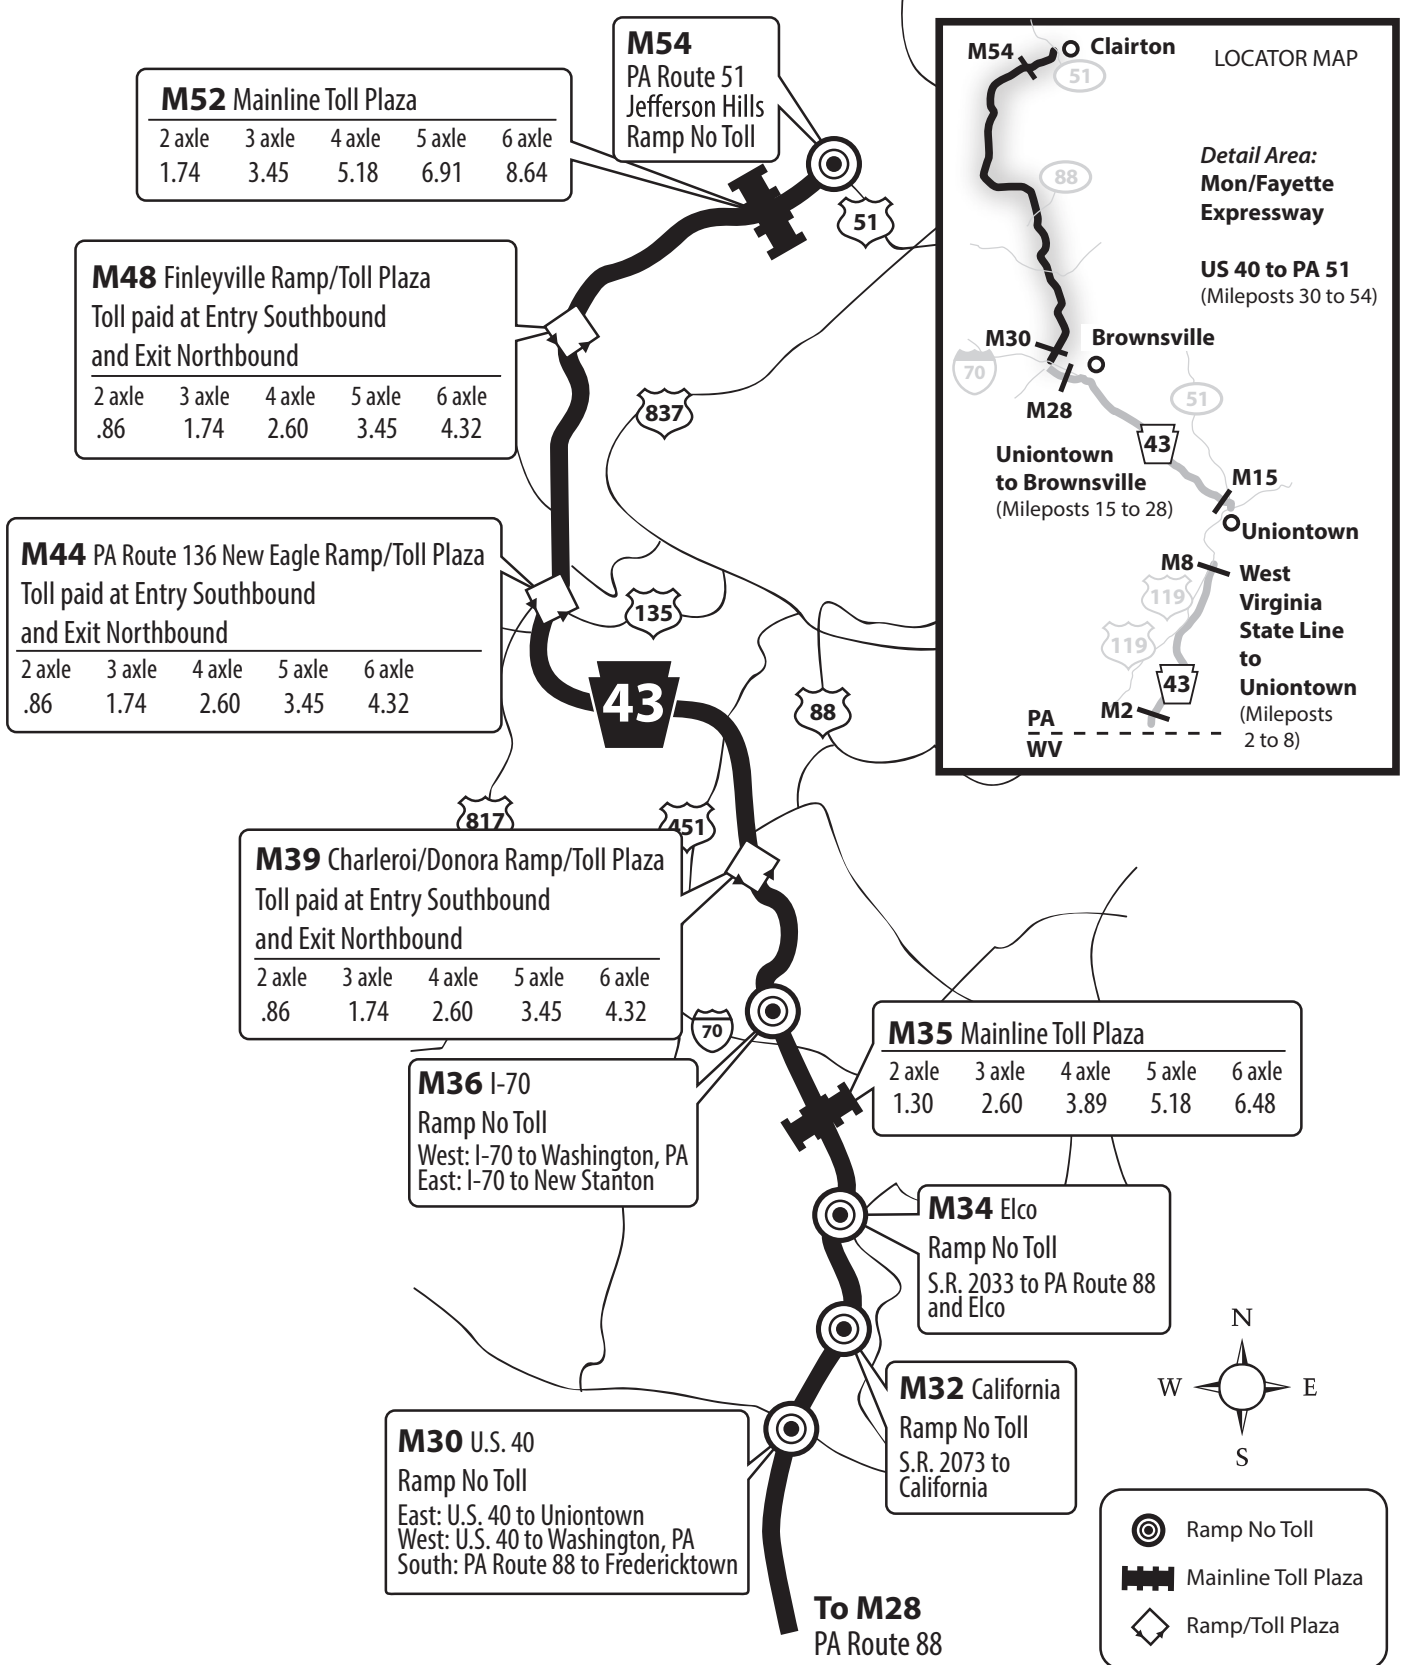 M54
PA Route 51
Jefferson Hills
Ramp No Toll
M52 Mainline Toll Plaza
2 axle 3 axle 4 axle 5 axle 6 axle
1.74 3.45 5.18 6.91 8.64
51
M48 Finleyville Ramp/Toll Plaza
Toll paid at Entry Southbound
and Exit Northbound
2 axle 3 axle 4 axle 5 axle 6 axle
.86 1.74 2.60 3.45 4.32
837
M44 PA Route 136 New Eagle Ramp/Toll Plaza
Toll paid at Entry Southbound
and Exit Northbound
2 axle 3 axle 4 axle 5 axle 6 axle
.86 1.74 2.60 3.45 4.32
135
43
88
817
451
M39 Charleroi/Donora Ramp/Toll Plaza
Toll paid at Entry Southbound
and Exit Northbound
2 axle 3 axle 4 axle 5 axle 6 axle
.86 1.74 2.60 3.45 4.32
70
M36 I-70
Ramp No Toll
West: I-70 to Washington, PA
East: I-70 to New Stanton
M35 Mainline Toll Plaza
2 axle 3 axle 4 axle 5 axle 6 axle
1.30 2.60 3.89 5.18 6.48
M34 Elco
Ramp No Toll
S.R. 2033 to PA Route 88
and Elco
M32 California
Ramp No Toll
S.R. 2073 to
California
M30 U.S. 40
Ramp No Toll
East: U.S. 40 to Uniontown
West: U.S. 40 to Washington, PA
South: PA Route 88 to Fredericktown
To M28
PA Route 88
LOCATOR MAP
M54
Clairton
51
88
Detail Area:
Mon/Fayette
Expressway
US 40 to PA 51
(Mileposts 30 to 54)
M30
Brownsville
70
M28
51
43
Uniontown
to Brownsville
(Mileposts 15 to 28)
M15
Uniontown
M8
119
119
West
Virginia
State Line
to
Uniontown
(Mileposts
2 to 8)
43
M2
PA
WV
N
W
E
S
Ramp No Toll
Mainline Toll Plaza
Ramp/Toll Plaza